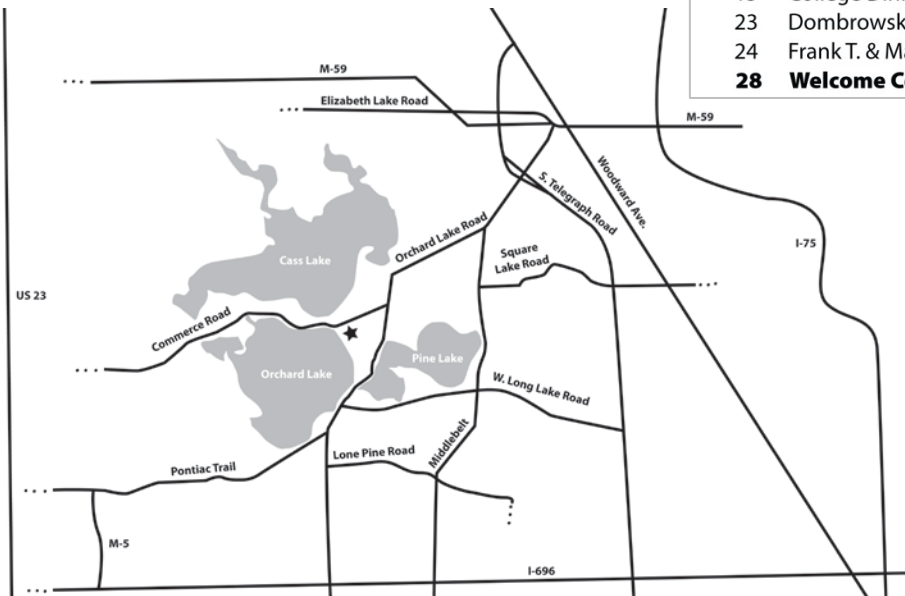 23 Dombrowsk
24 Frank T. & Ma
28 Welcome C
M-59
Elizabeth Lake Road
M-59
Woodward Ave.
S. Telegraph Road
Orchard Lake Road
Square
Lake Road
I-75
Cass Lake
US 23
Commerce Road
Pine Lake
Orchard Lake
W. Long Lake Road
Middlebelt
Lone Pine Road
Pontiac Trail
M-5
I-696